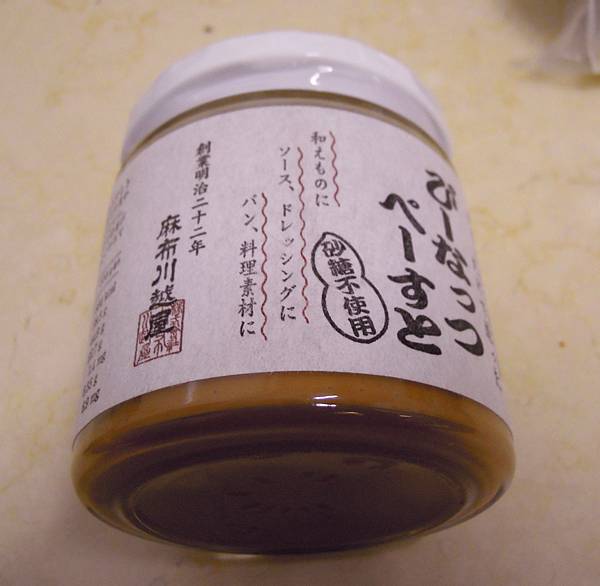 ぴーなっつ
ぺーすと
砂糖不使用
和えものに
ソース、ドレッシングに
パン、料理素材に
創業明治二十二年
麻布川越屋